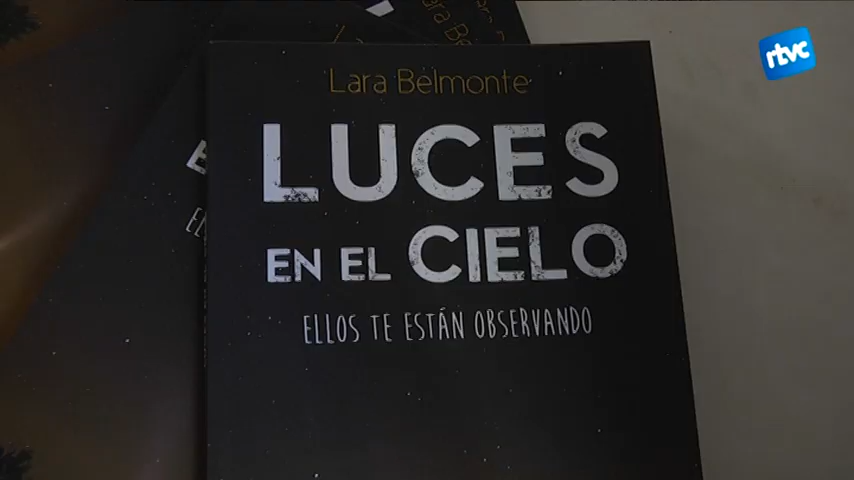 rtvc
Lara Belmonte
LUCES
EN EL CIELO
ELLOS TE ESTÁN OBSERVANDO